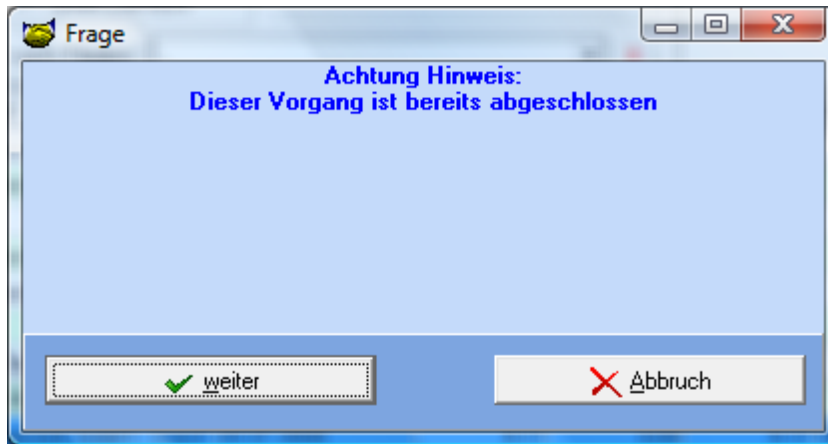 Frage
Achtung Hinweis:
Dieser Vorgang ist bereits abgeschlossen
weiter
Abbruch